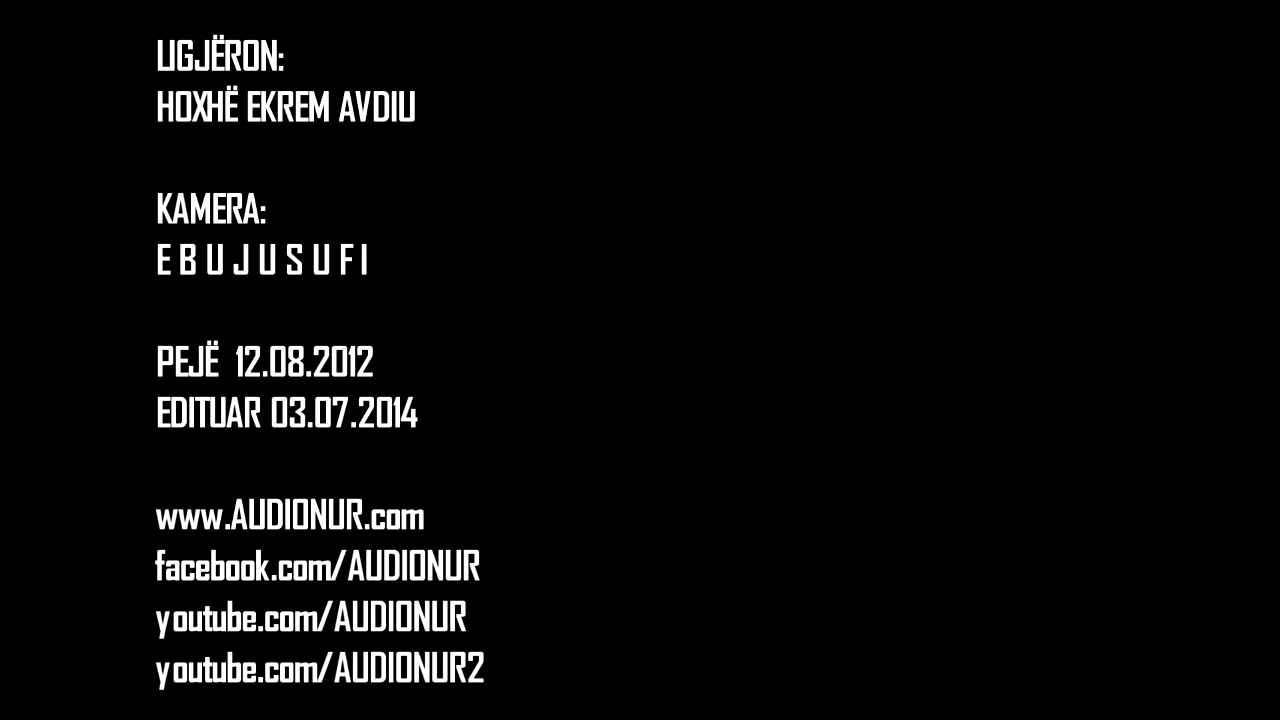 LIGJËRON:
HOXHË EKREM AVDIU
KAMERA:
E B U J U S U F I
PEJË 12.08.2012
EDITUAR 03.07.2014
www.AUDIONUR.com
facebook.com/AUDIONUR
youtube.com/AUDIONUR
youtube.com/AUDIONUR2